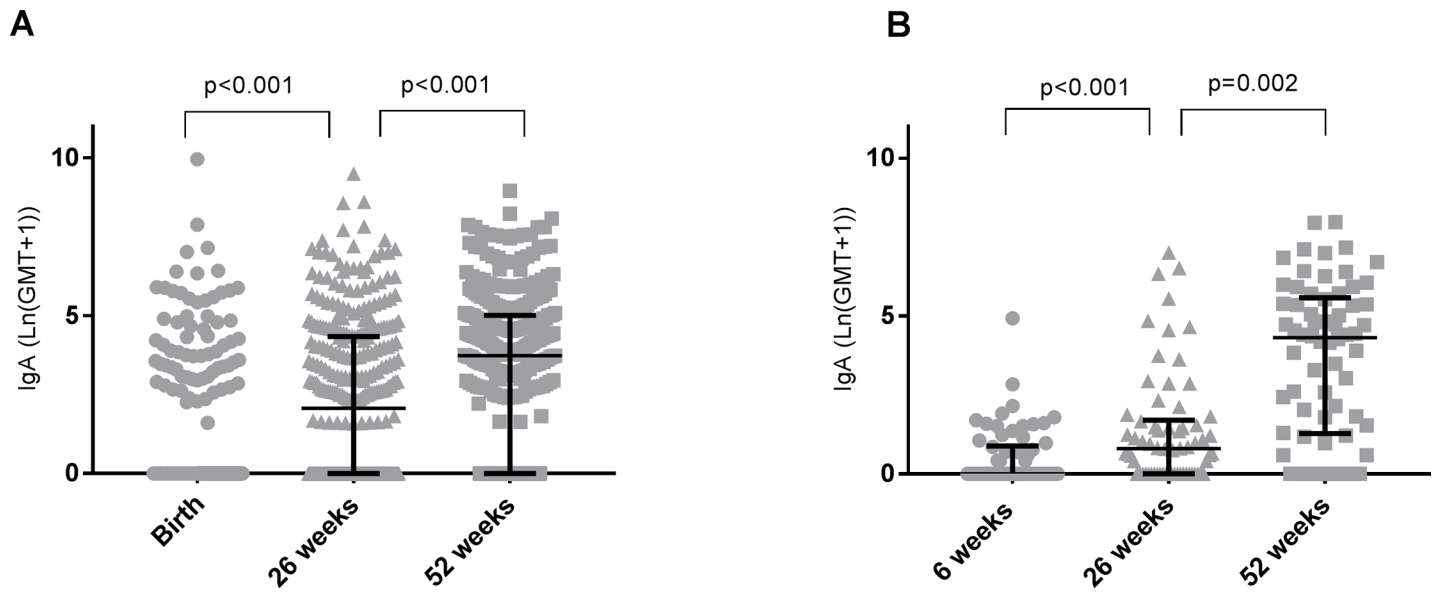 A
p<0.001
p<0.001
10
5
0
IgA (Ln(GMT+1))
Birth
26 weeks
52 weeks
B
p<0.001
p=0.002
10
5
0
IgA (Ln(GMT+1))
6 weeks
26 weeks
52 weeks